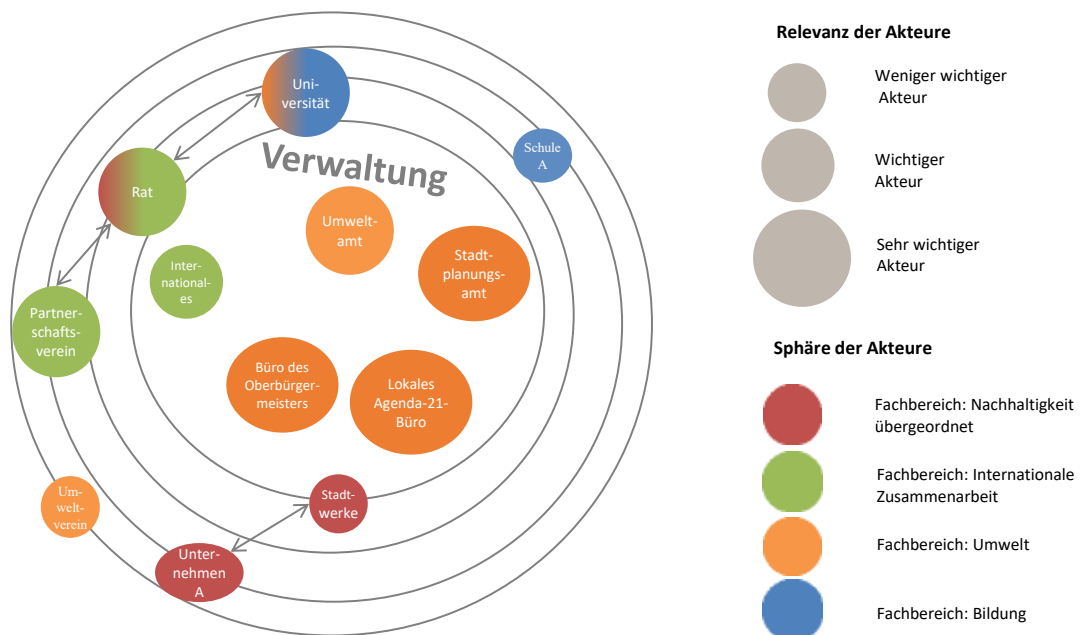 Uni-
versität
Verwaltung
Schule
A
Rat
Umwelt-
amt
Stadt-
planungs-
amt
Inter-
national-
es
Partner-
schafts-
verein
Büro des
Oberbürger-
meisters
Lokales
Agenda-21-
Büro
Um-
welt-
verein
Stadt-
werke
Unter-
nehmen
A
Relevanz der Akteure
Weniger wichtiger
Akteur
Wichtiger
Akteur
Sehr wichtiger
Akteur
Sphäre der Akteure
Fachbereich: Nachhaltigkeit
übergeordnet
Fachbereich: Internationale
Zusammenarbeit
Fachbereich: Umwelt
Fachbereich: Bildung